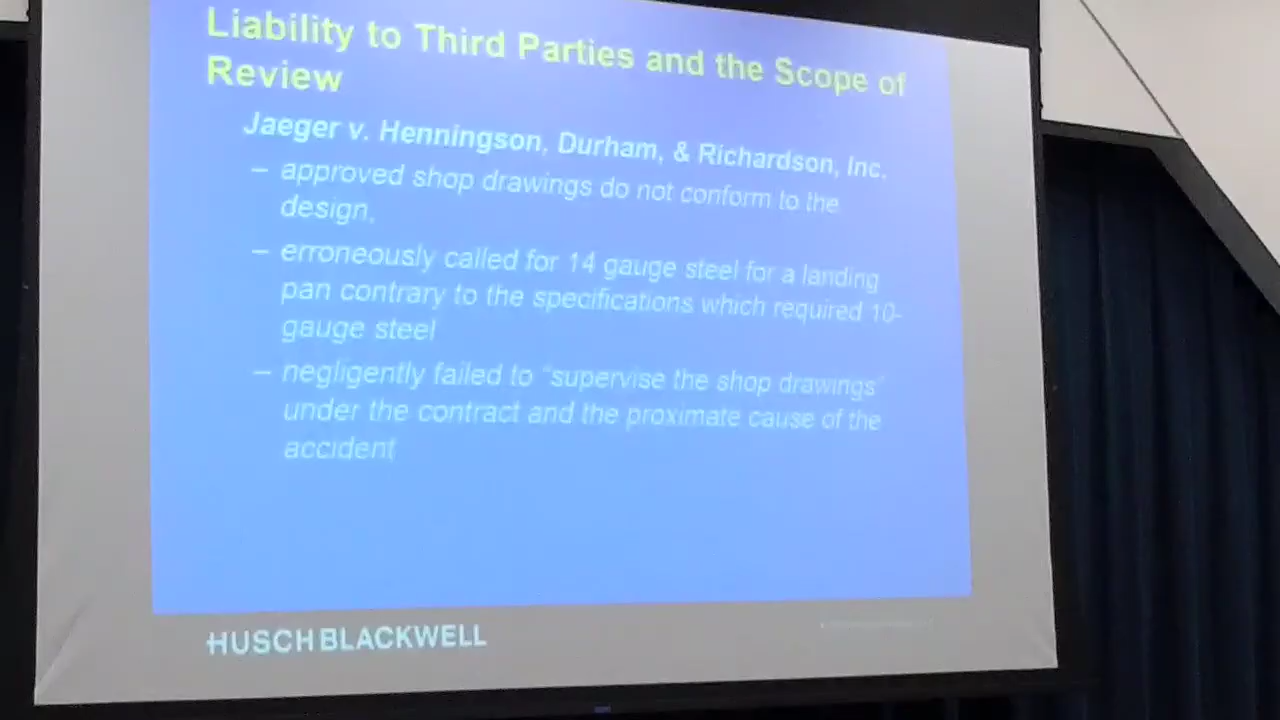 Liability to Third Parties and the Scope of
Review
Jaeger v. Henningson, Durham, & Richardson, Inc.
– approved shop drawings do not conform to the
design,
– erroneously called for 14 gauge steel for a landing
pan contrary to the specifications which required 10-
gauge steel
– negligently failed to "supervise the shop drawings"
under the contract and the proximate cause of the
accident
HUSCH BLACKWELL